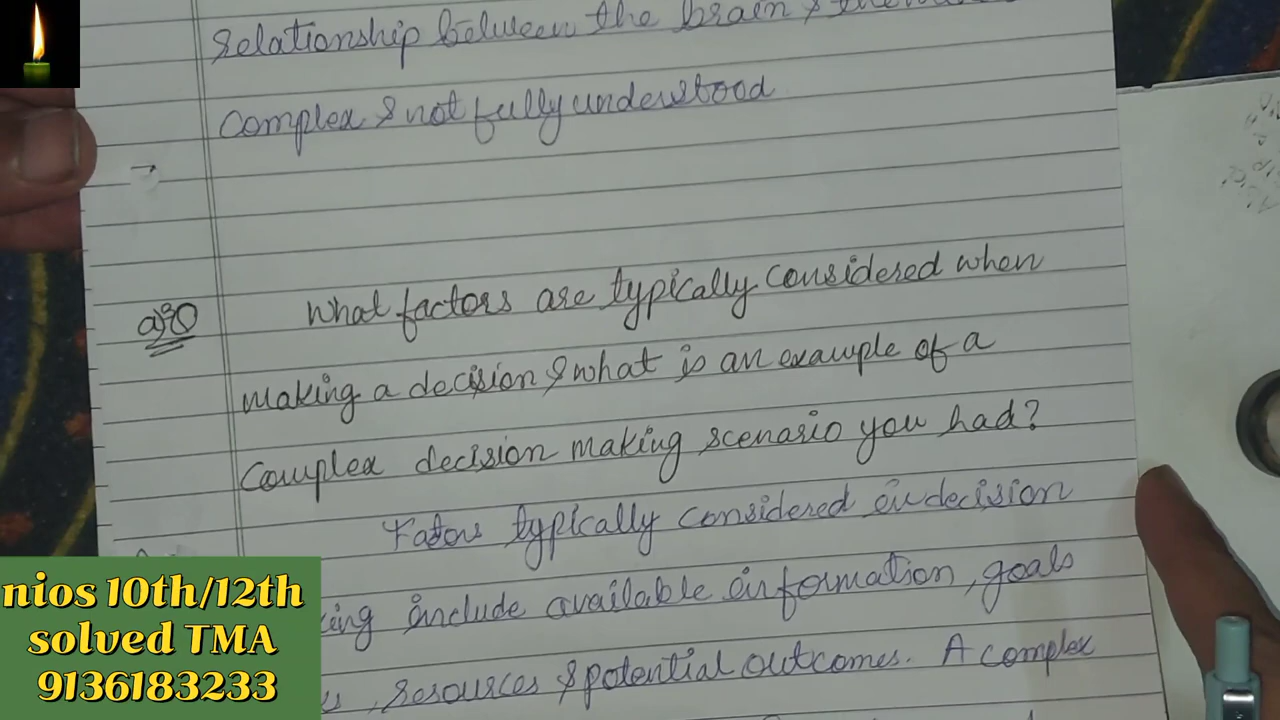 relationship between the brain &
Complex & not fully understood
What factors are typically considered when
making a decision & what is an example of a
Complex decision making scenario you had?
Fators typically considered in decision
king include available information, goals
, resources & potential outcomes. A complex
nios 10th/12th
solved TMA
9136183233